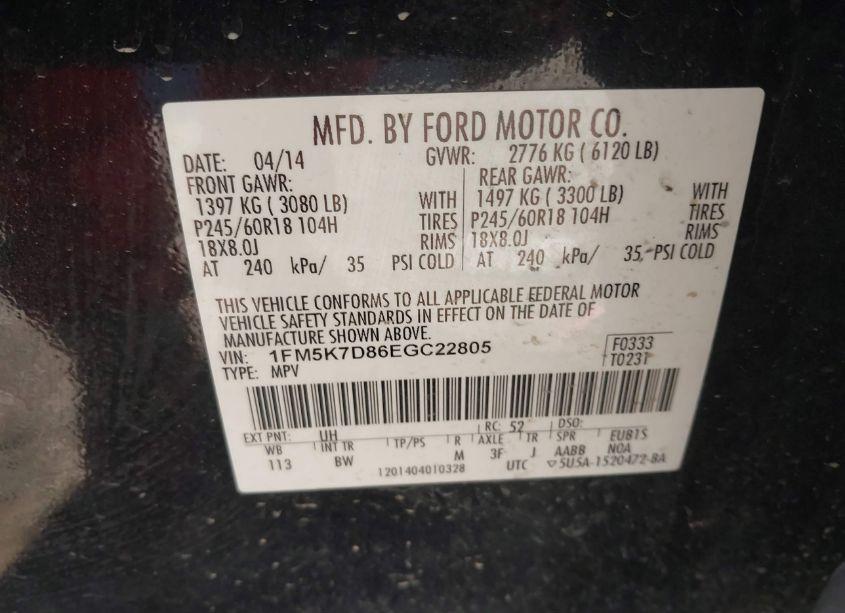 MFD. BY FORD MOTOR CO.
DATE: 04/14 GVWR: 2776 KG ( 6120 LB)
FRONT GAWR: REAR GAWR:
1397 KG ( 3080 LB) WITH 1497 KG ( 3300 LB) WITH
P245/60R18 104H TIRES P245/60R18 104H TIRES
18X8.0J RIMS 18X8.0J RIMS
AT 240 kPa/ 35 PSI COLD AT 240 kPa/ 35 PSI COLD
THIS VEHICLE CONFORMS TO ALL APPLICABLE FEDERAL MOTOR
VEHICLE SAFETY STANDARDS IN EFFECT ON THE DATE OF
MANUFACTURE SHOWN ABOVE.
VIN: 1FM5K7D86EGC22805 F0333
TYPE: MPV T0231
EXT PNT: UH RC: 52 DSO:
WB INT TR TP/PS R AXLE TR SPR EU81S
113 BW M 3F J AABB N0A
1201404010328 UTC ▽5U5A-1520472-BA